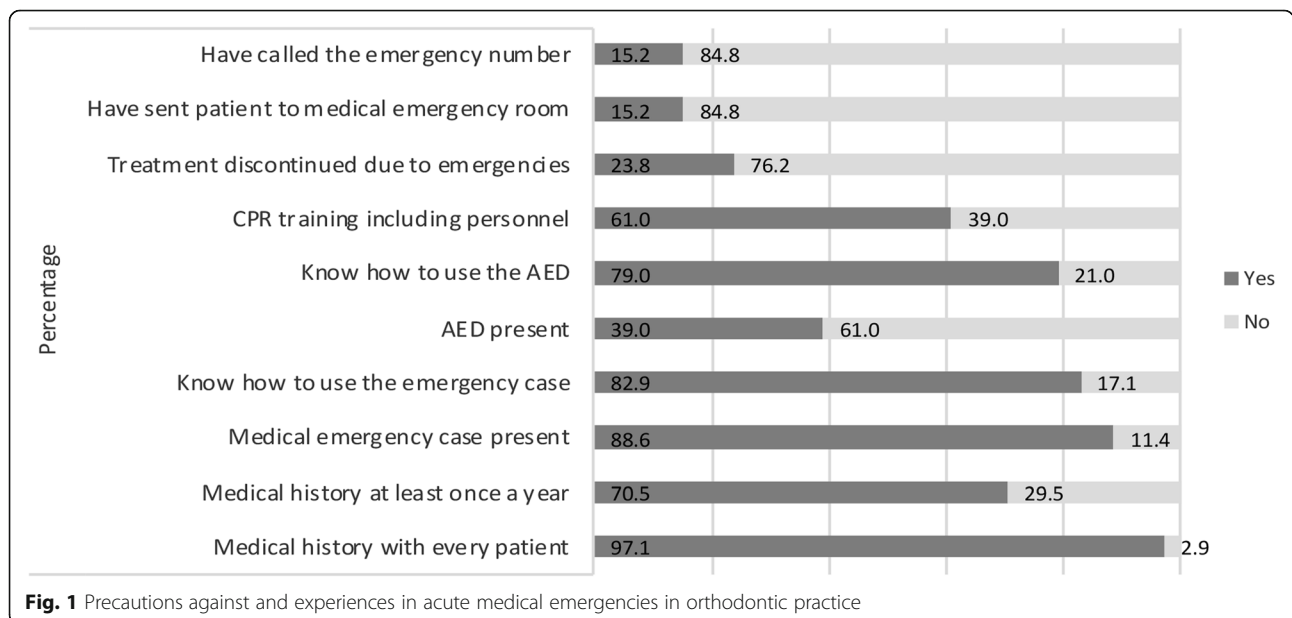 Percentage
Have called the emergency number 15.2 84.8
Have sent patient to medical emergency room 15.2 84.8
Treatment discontinued due to emergencies 23.8 76.2
CPR training including personnel 61.0 39.0
Know how to use the AED 79.0 21.0
AED present 39.0 61.0
Know how to use the emergency case 82.9 17.1
Medical emergency case present 88.6 11.4
Medical history at least once a year 70.5 29.5
Medical history with every patient 97.1 2.9
Yes
No
Fig. 1 Precautions against and experiences in acute medical emergencies in orthodontic practice